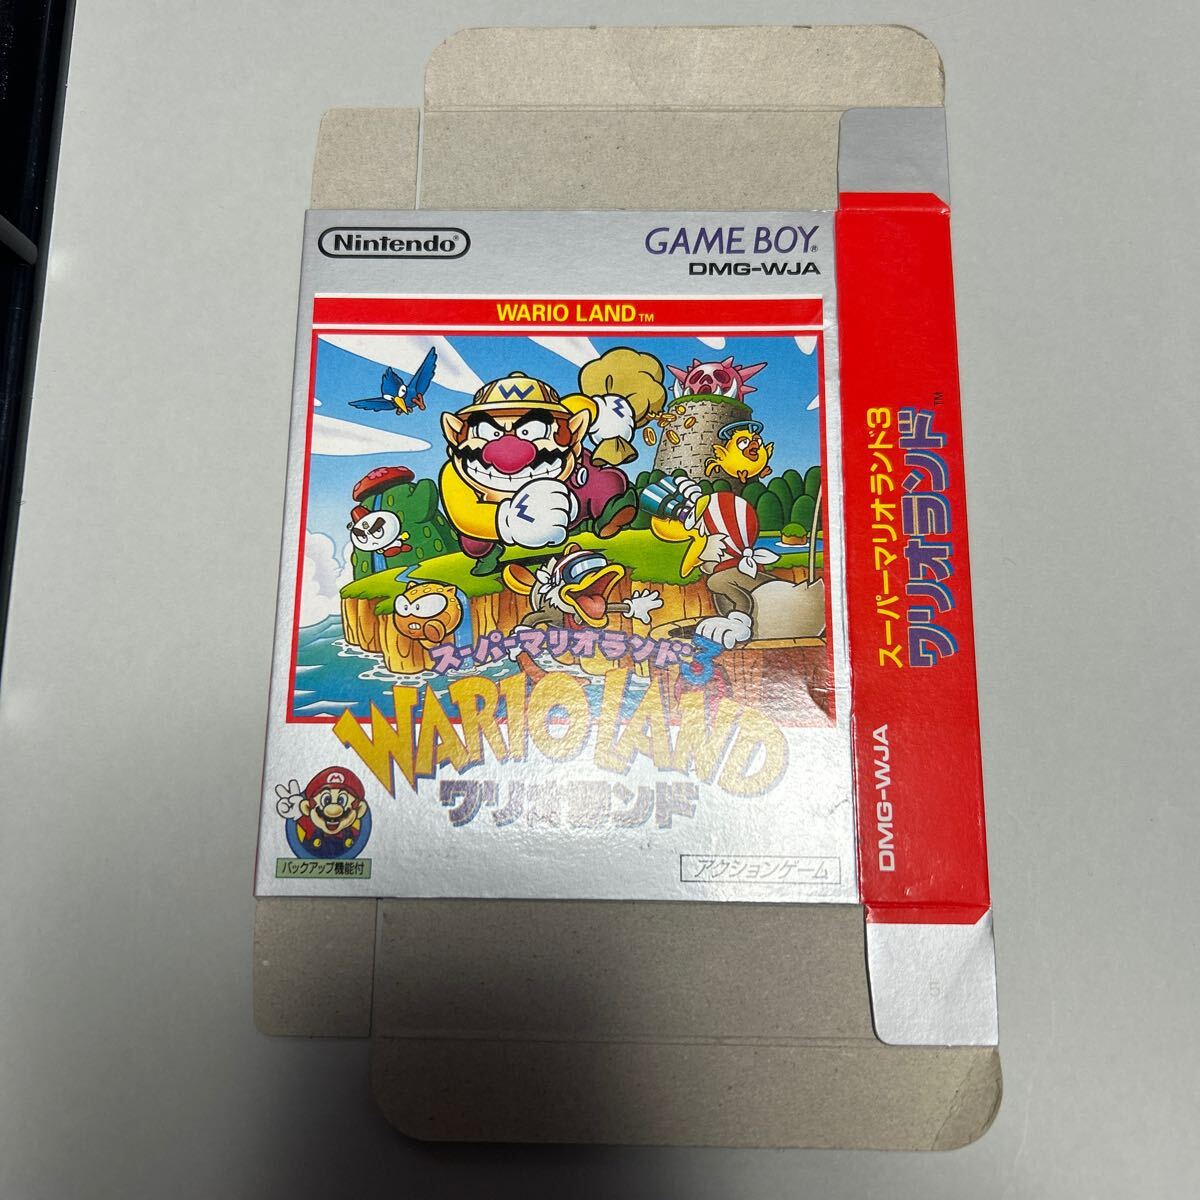 Nintendo®
GAME BOY®
DMG-WJA
WARIO LAND™
W
W
W
スーパーマリオランド3
WARIO LAND
ワリオランド
M
バックアップ機能付
アクションゲーム
スーパーマリオランド3
ワリオランド™
DMG-WJA
5